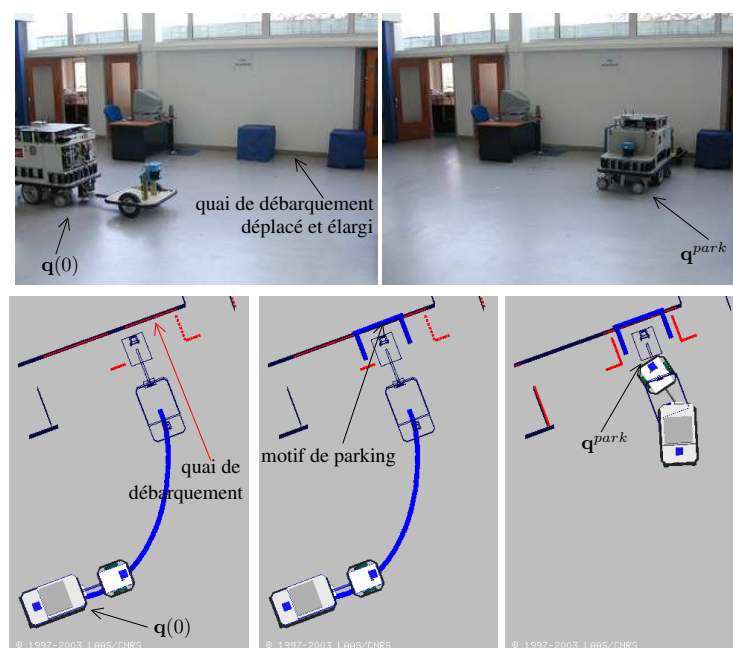 quai de débarquement
déplacé et élargi
q(0)
q^{park}
quai de
débarquement
q(0)
© 1997-2003 LAAS/CNRS
motif de parking
© 1997-2003 LAAS/CNRS
q^{park}
© 1997-2003 LAAS/CNRS